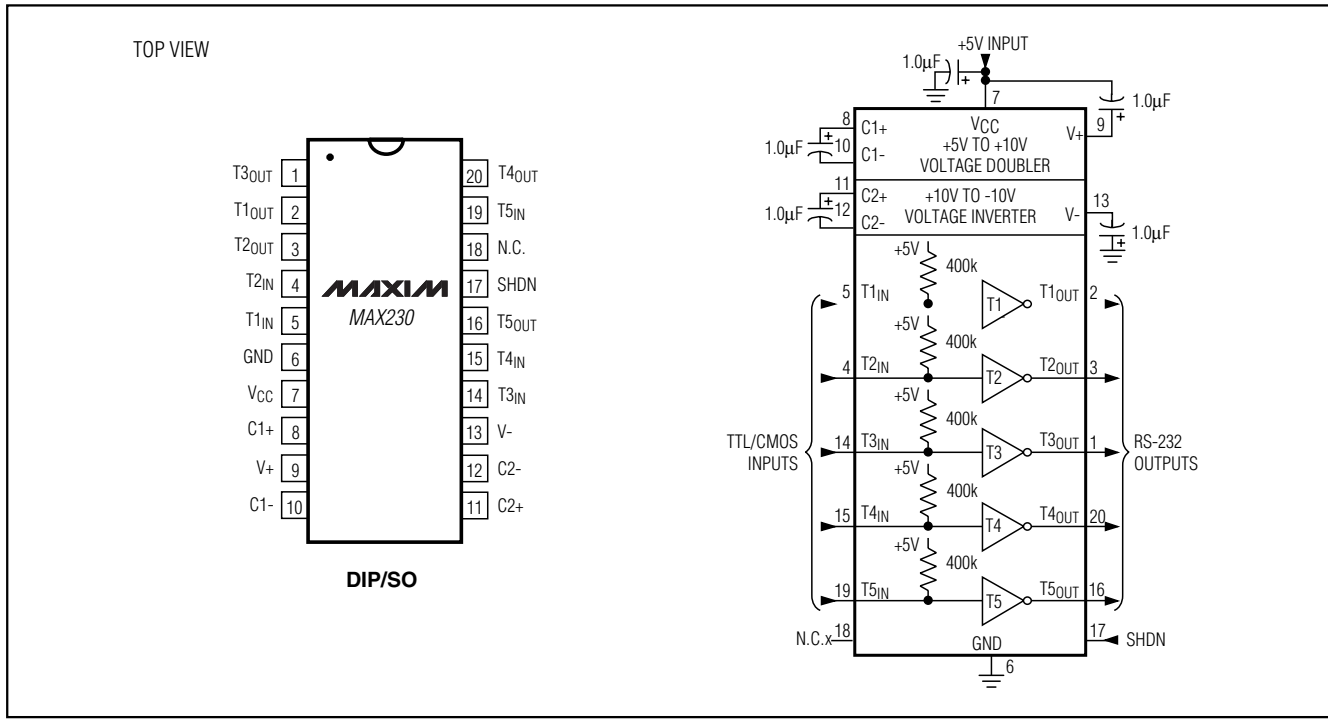 TOP VIEW
T3OUT 1
T1OUT 2
T2OUT 3
T2IN 4
T1IN 5
GND 6
VCC 7
C1+ 8
V+ 9
C1- 10
20 T4OUT
19 T5IN
18 N.C.
17 SHDN
16 T5OUT
15 T4IN
14 T3IN
13 V-
12 C2-
11 C2+
MAXIM
MAX230
DIP/SO
+5V INPUT
1.0µF +
7
1.0µF +
8 C1+
10 C1-
1.0µF +
VCC
+5V TO +10V
VOLTAGE DOUBLER
V+ 9
11 C2+
12 C2-
1.0µF +
+10V TO -10V
VOLTAGE INVERTER
V- 13
1.0µF +
+5V
400k
5 T1IN T1 T1OUT 2
+5V
400k
4 T2IN T2 T2OUT 3
+5V
400k
14 T3IN T3 T3OUT 1
+5V
400k
15 T4IN T4 T4OUT 20
+5V
400k
19 T5IN T5 T5OUT 16
TTL/CMOS
INPUTS
RS-232
OUTPUTS
N.C.x 18
17 SHDN
GND
6